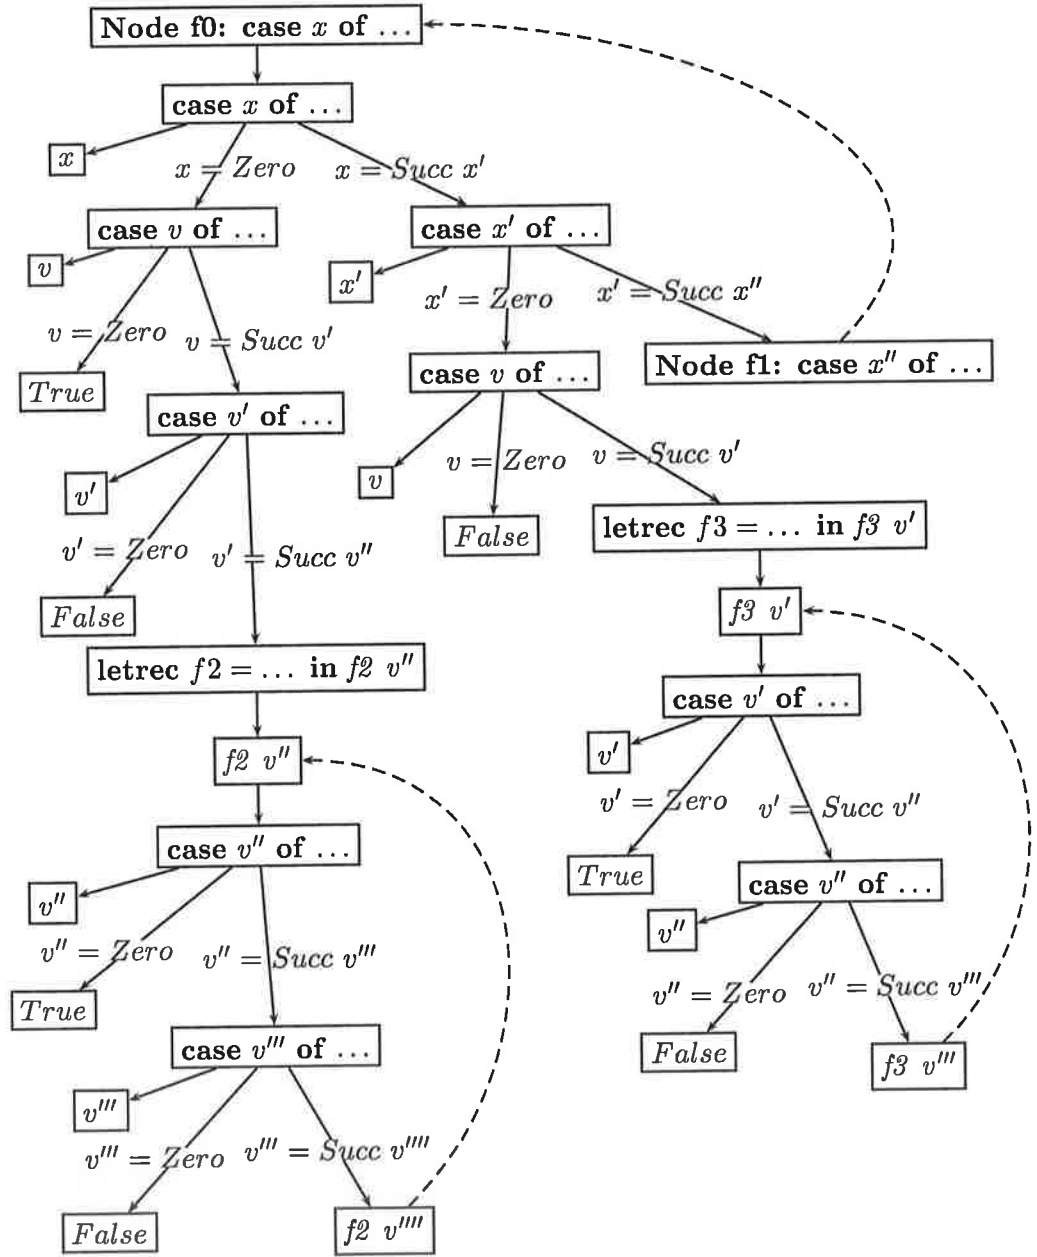 Node f0: case x of ...
case x of ...
x
x = Zero
x = Succ x′
case v of ...
case x′ of ...
v
x′
x′ = Zero
x′ = Succ x″
v = Zero
v = Succ v′
Node f1: case x″ of ...
case v of ...
True
case v′ of ...
v = Zero
v = Succ v′
v
v′
letrec f3 = ... in f3 v′
False
v′ = Zero
v′ = Succ v″
False
f3 v′
letrec f2 = ... in f2 v″
case v′ of ...
f2 v″
v′
v′ = Zero
v′ = Succ v″
case v″ of ...
True
case v″ of ...
v″
v″
v″ = Zero
v″ = Succ v‴
v″ = Zero
v″ = Succ v‴
True
case v‴ of ...
False
f3 v‴
v‴
v‴ = Zero
v‴ = Succ v⁗
False
f2 v⁗